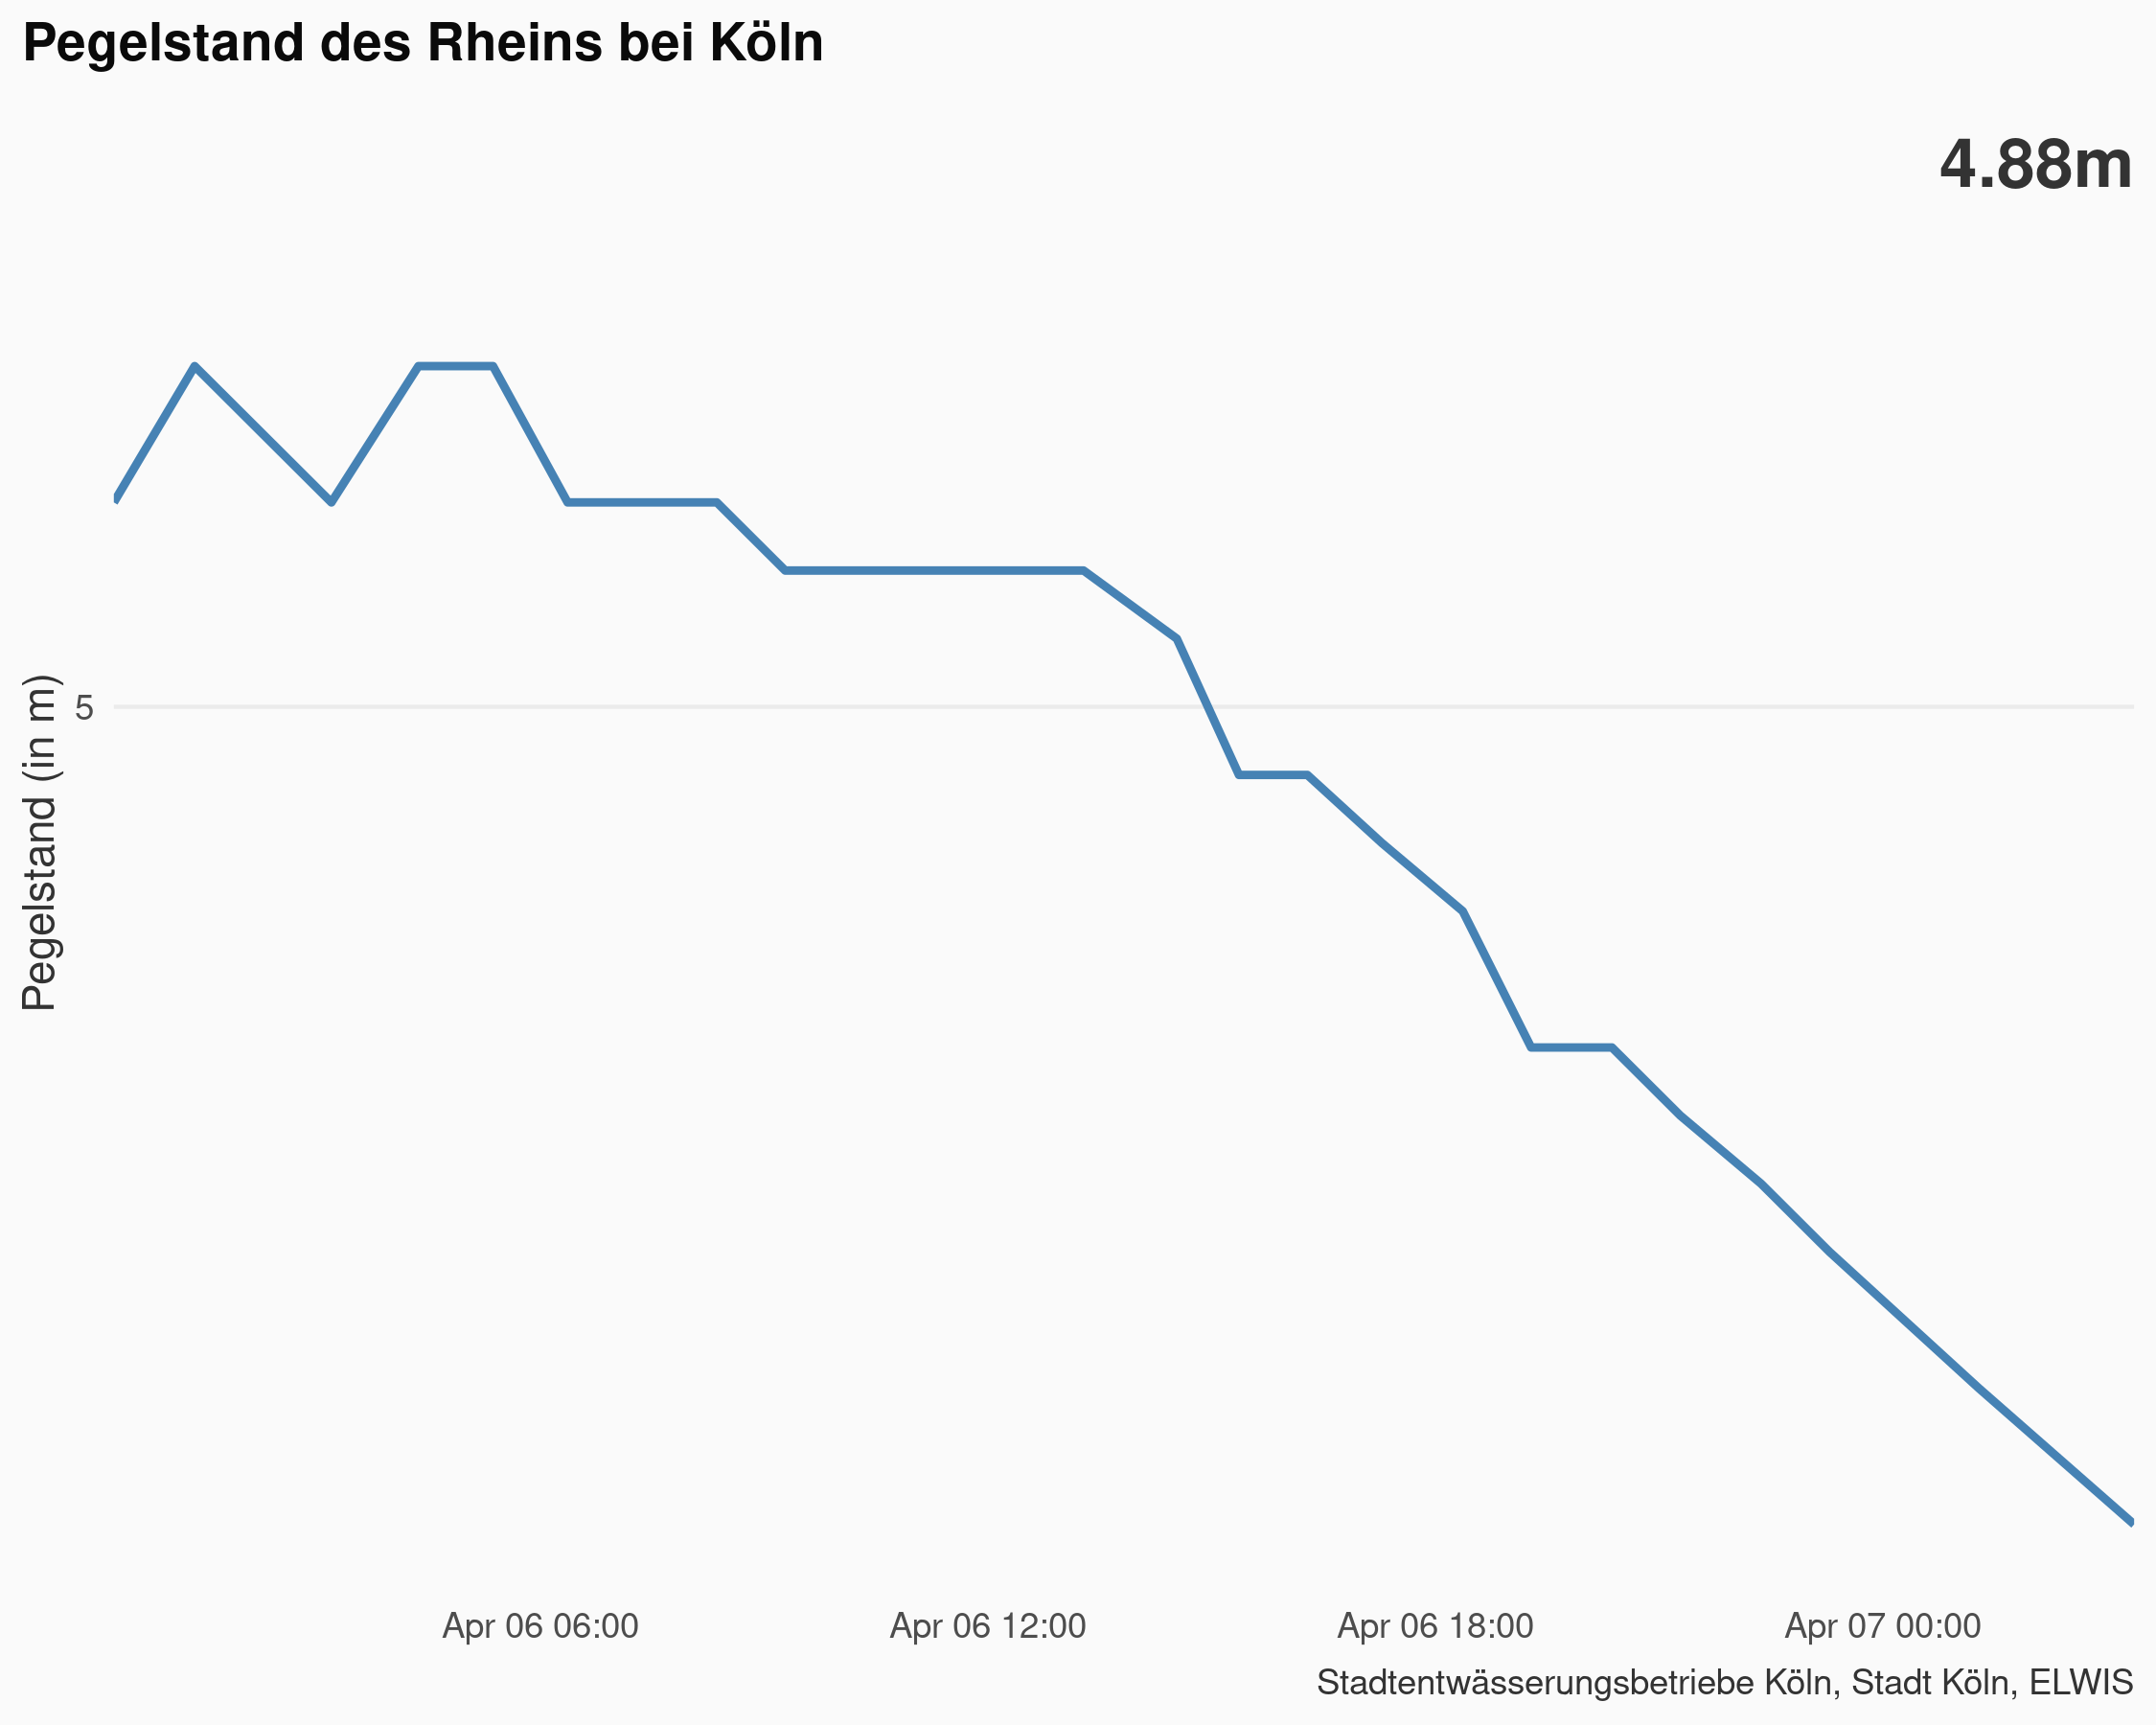 Pegelstand des Rheins bei Köln
4.88m
Pegelstand (in m)
5
Apr 06 06:00
Apr 06 12:00
Apr 06 18:00
Apr 07 00:00
Stadtentwässerungsbetriebe Köln, Stadt Köln, ELWIS